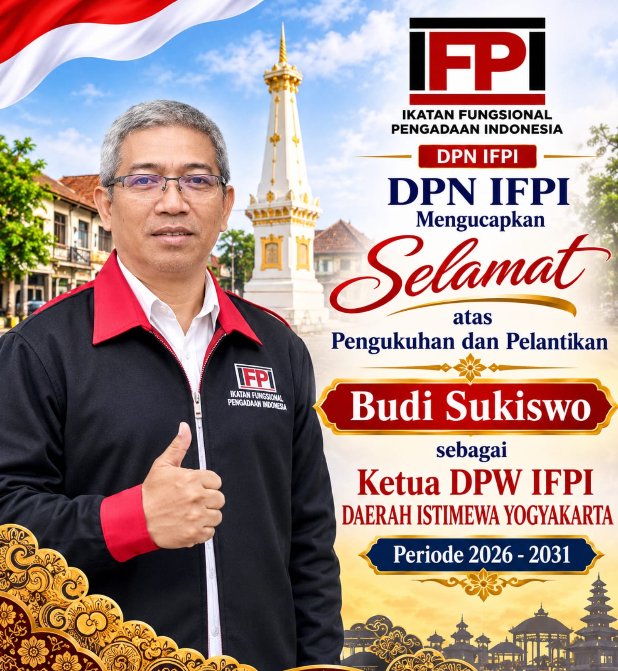 IFPI
IKATAN FUNGSIONAL
PENGADAAN INDONESIA
DPN IFPI
DPN IFPI
Mengucapkan
Selamat
atas
Pengukuhan dan Pelantikan
Budi Sukiswo
sebagai
Ketua DPW IFPI
DAERAH ISTIMEWA YOGYAKARTA
Periode 2026 - 2031
IFPI
IKATAN FUNGSIONAL
PENGADAAN INDONESIA